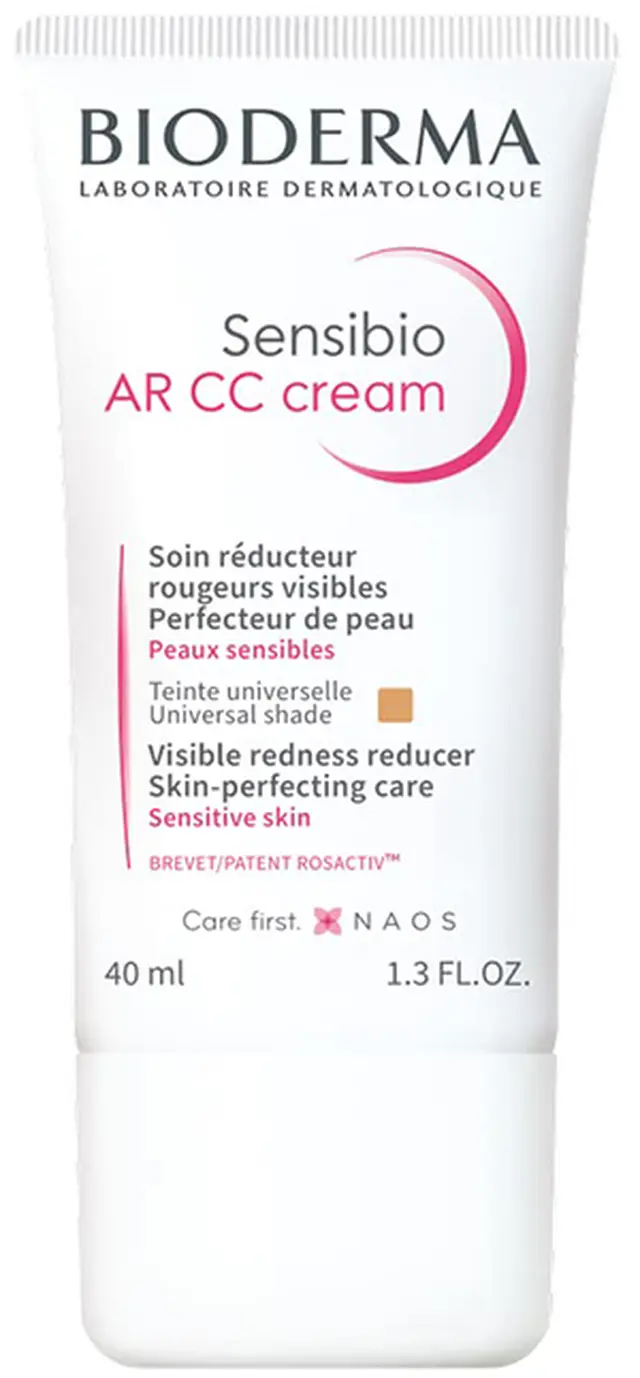 BIODERMA
LABORATOIRE DERMATOLOGIQUE
Sensibio
AR CC cream
Soin réducteur
rougeurs visibles
Perfecteur de peau
Peaux sensibles
Teinte universelle
Universal shade
Visible redness reducer
Skin-perfecting care
Sensitive skin
BREVET/PATENT ROSACTIV™
Care first. NAOS
40 ml 1.3 FL.OZ.